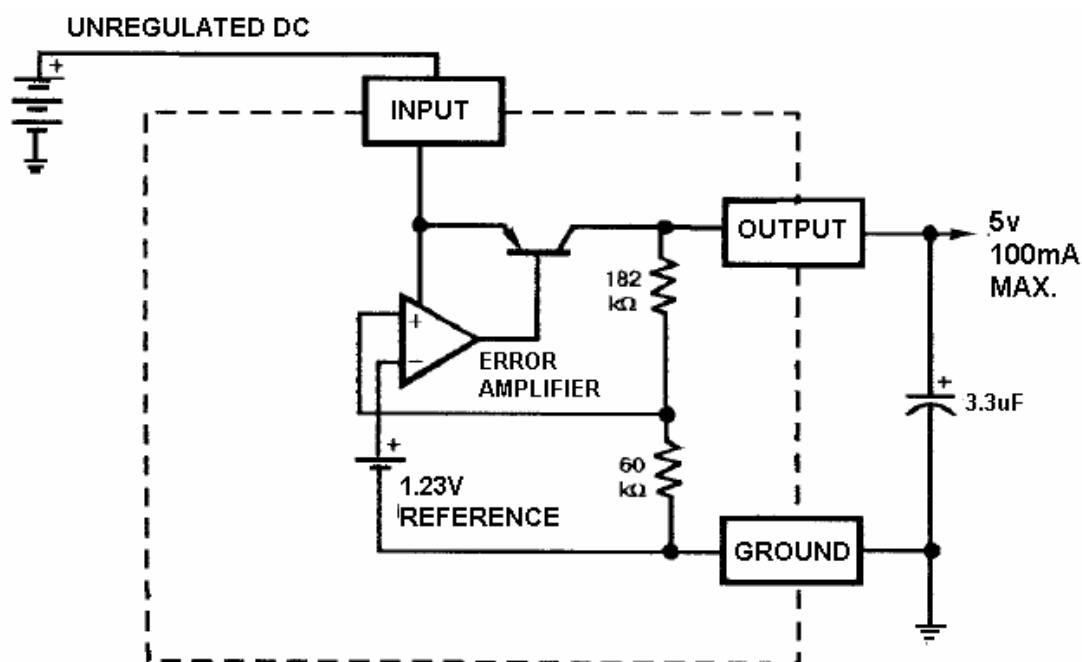 UNREGULATED DC
+
INPUT
OUTPUT
5v
100mA
MAX.
182
kΩ
+
−
ERROR
AMPLIFIER
+
3.3uF
+
60
kΩ
1.23V
REFERENCE
GROUND